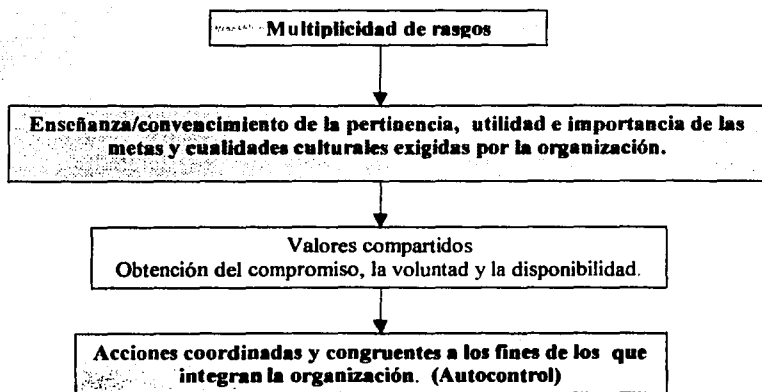 Multiplicidad de rasgos
Enseñanza/convencimiento de la pertinencia, utilidad e importancia de las
metas y cualidades culturales exigidas por la organización.
Valores compartidos
Obtención del compromiso, la voluntad y la disponibilidad.
Acciones coordinadas y congruentes a los fines de los que
integran la organización. (Autocontrol)